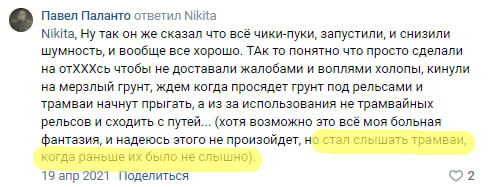 Павел Паланто ответил Nikita
Nikita, Ну так он же сказал что всё чики-пуки, запустили, и снизили
шумность, и вообще все хорошо. ТАк то понятно что просто сделали
на отХХХсь чтобы не доставали жалобами и воплями холопы, кинули
на мерзлый грунт, ждем когда просядет грунт под рельсами и
трамваи начнут прыгать, а из за использования не трамвайных
рельсов и сходить с путей... (хотя возможно это всё моя больная
фантазия, и надеюсь этого не произойдет, но стал слышать трамваи,
когда раньше их было не слышно).
19 апр 2021
2